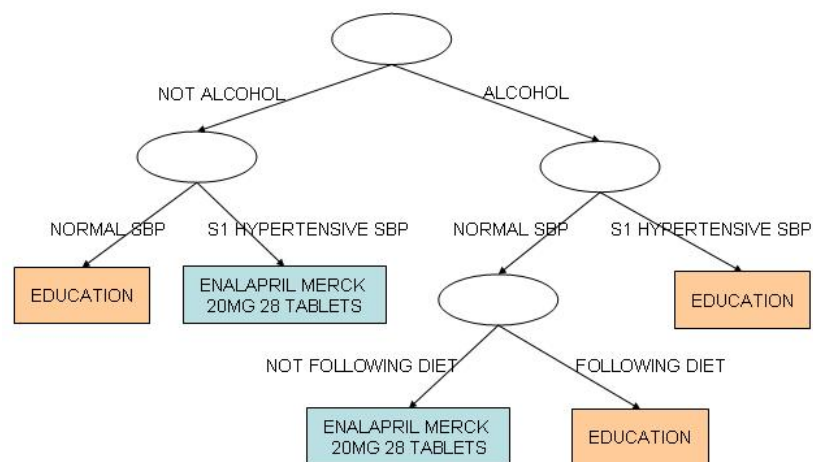 NOT ALCOHOL
ALCOHOL
NORMAL SBP
S1 HYPERTENSIVE SBP
NORMAL SBP
S1 HYPERTENSIVE SBP
EDUCATION
ENALAPRIL MERCK
20MG 28 TABLETS
EDUCATION
NOT FOLLOWING DIET
FOLLOWING DIET
ENALAPRIL MERCK
20MG 28 TABLETS
EDUCATION